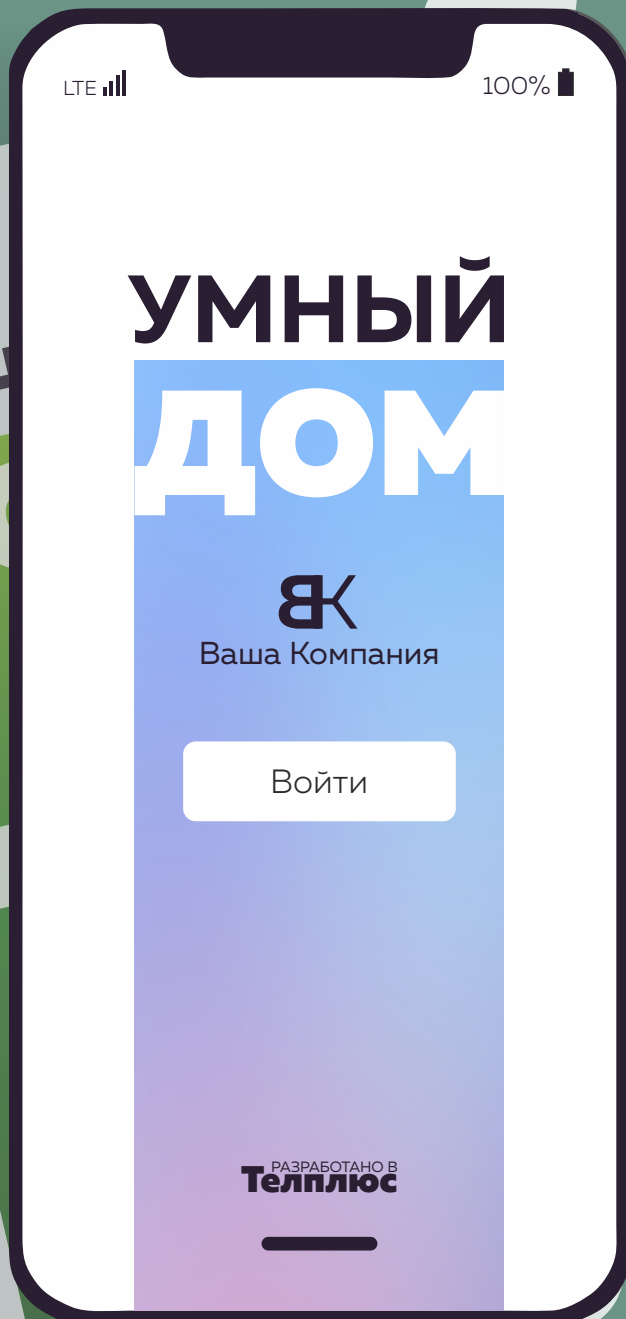 LTE 100%
УМНЫЙ
ДОМ
ВК
Ваша Компания
Войти
РАЗРАБОТАНО В
Телплюс